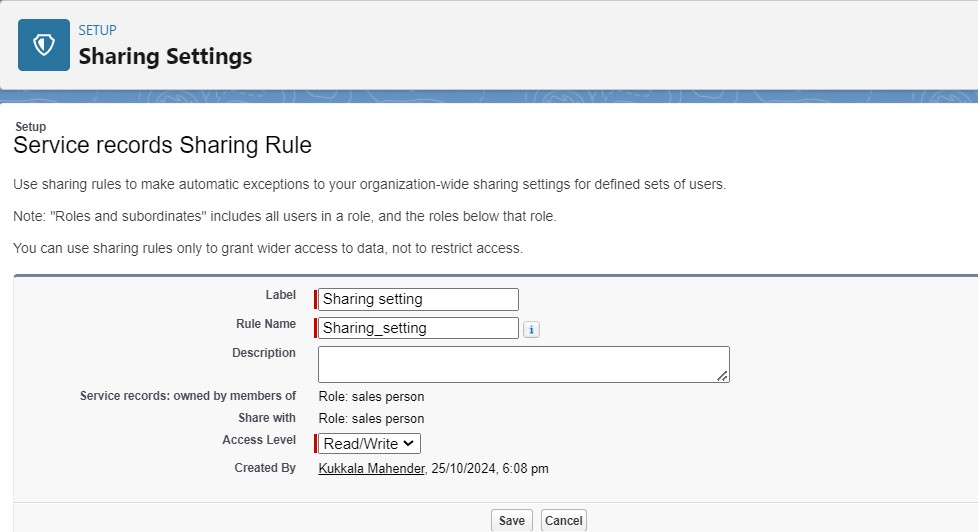 SETUP
Sharing Settings
Setup
Service records Sharing Rule
Use sharing rules to make automatic exceptions to your organization-wide sharing settings for defined sets of users.
Note: "Roles and subordinates" includes all users in a role, and the roles below that role.
You can use sharing rules only to grant wider access to data, not to restrict access.
Label Sharing setting
Rule Name Sharing_setting i
Description
Service records: owned by members of Role: sales person
Share with Role: sales person
Access Level Read/Write
Created By Kukkala Mahender, 25/10/2024, 6:08 pm
Save Cancel